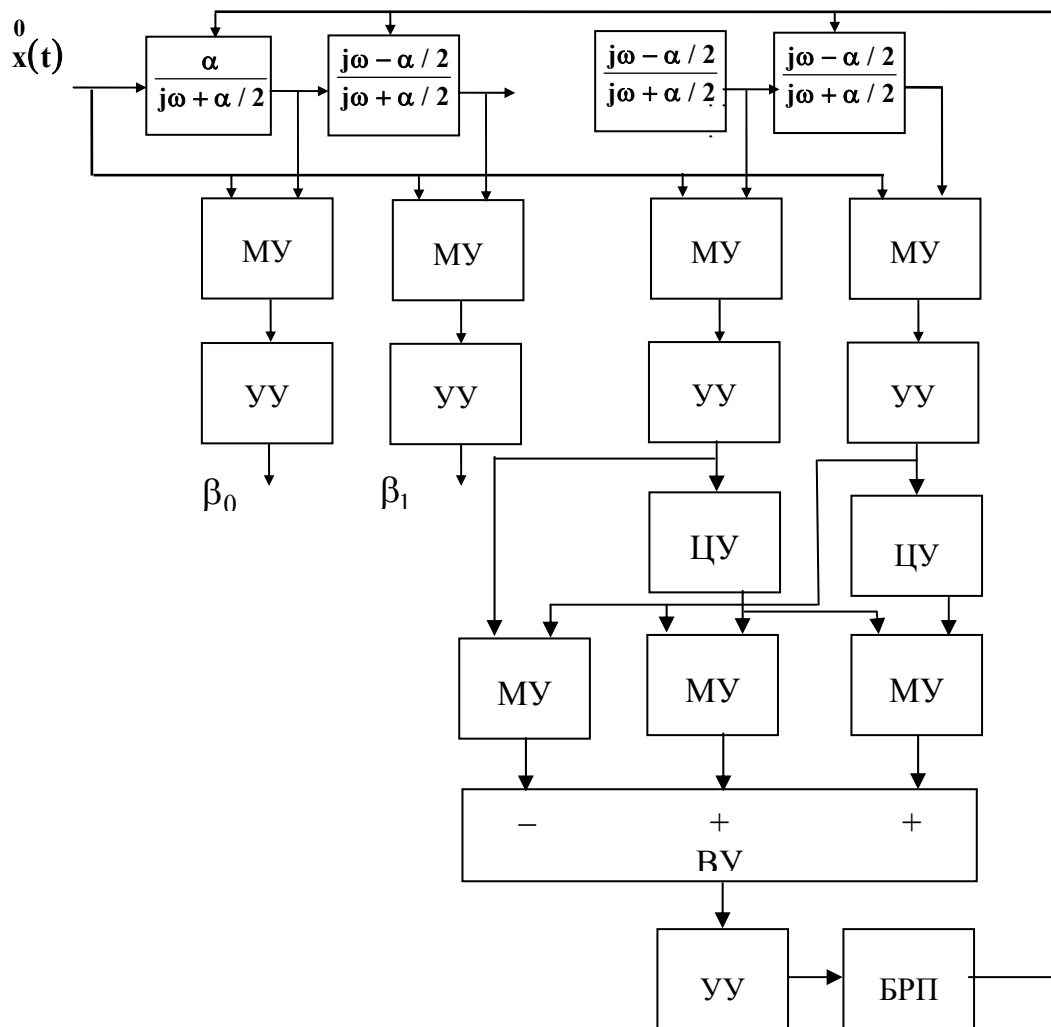 0
x(t)
α
jω + α / 2
jω − α / 2
jω + α / 2
jω − α / 2
jω + α / 2
jω − α / 2
jω + α / 2
МУ МУ МУ МУ
УУ УУ УУ УУ
β0 β1
ЦУ ЦУ
МУ МУ МУ
− + +
ВУ
УУ БРП